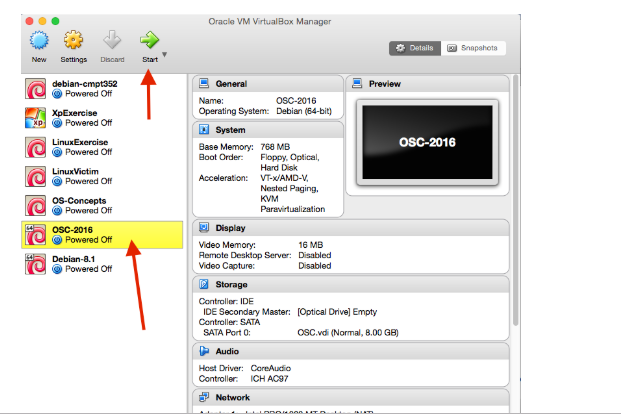 Oracle VM VirtualBox Manager
New Settings Discard Start
Details Snapshots
debian-cmpt352
Powered Off
XpExercise
Powered Off
LinuxExercise
Powered Off
LinuxVictim
Powered Off
OS-Concepts
Powered Off
OSC-2016
Powered Off
Debian-8.1
Powered Off
General
Name: OSC-2016
Operating System: Debian (64-bit)
Preview
OSC-2016
System
Base Memory: 768 MB
Boot Order: Floppy, Optical,
Hard Disk
Acceleration: VT-x/AMD-V,
Nested Paging,
KVM
Paravirtualization
Display
Video Memory: 16 MB
Remote Desktop Server: Disabled
Video Capture: Disabled
Storage
Controller: IDE
IDE Secondary Master: [Optical Drive] Empty
Controller: SATA
SATA Port 0: OSC.vdi (Normal, 8.00 GB)
Audio
Host Driver: CoreAudio
Controller: ICH AC97
Network